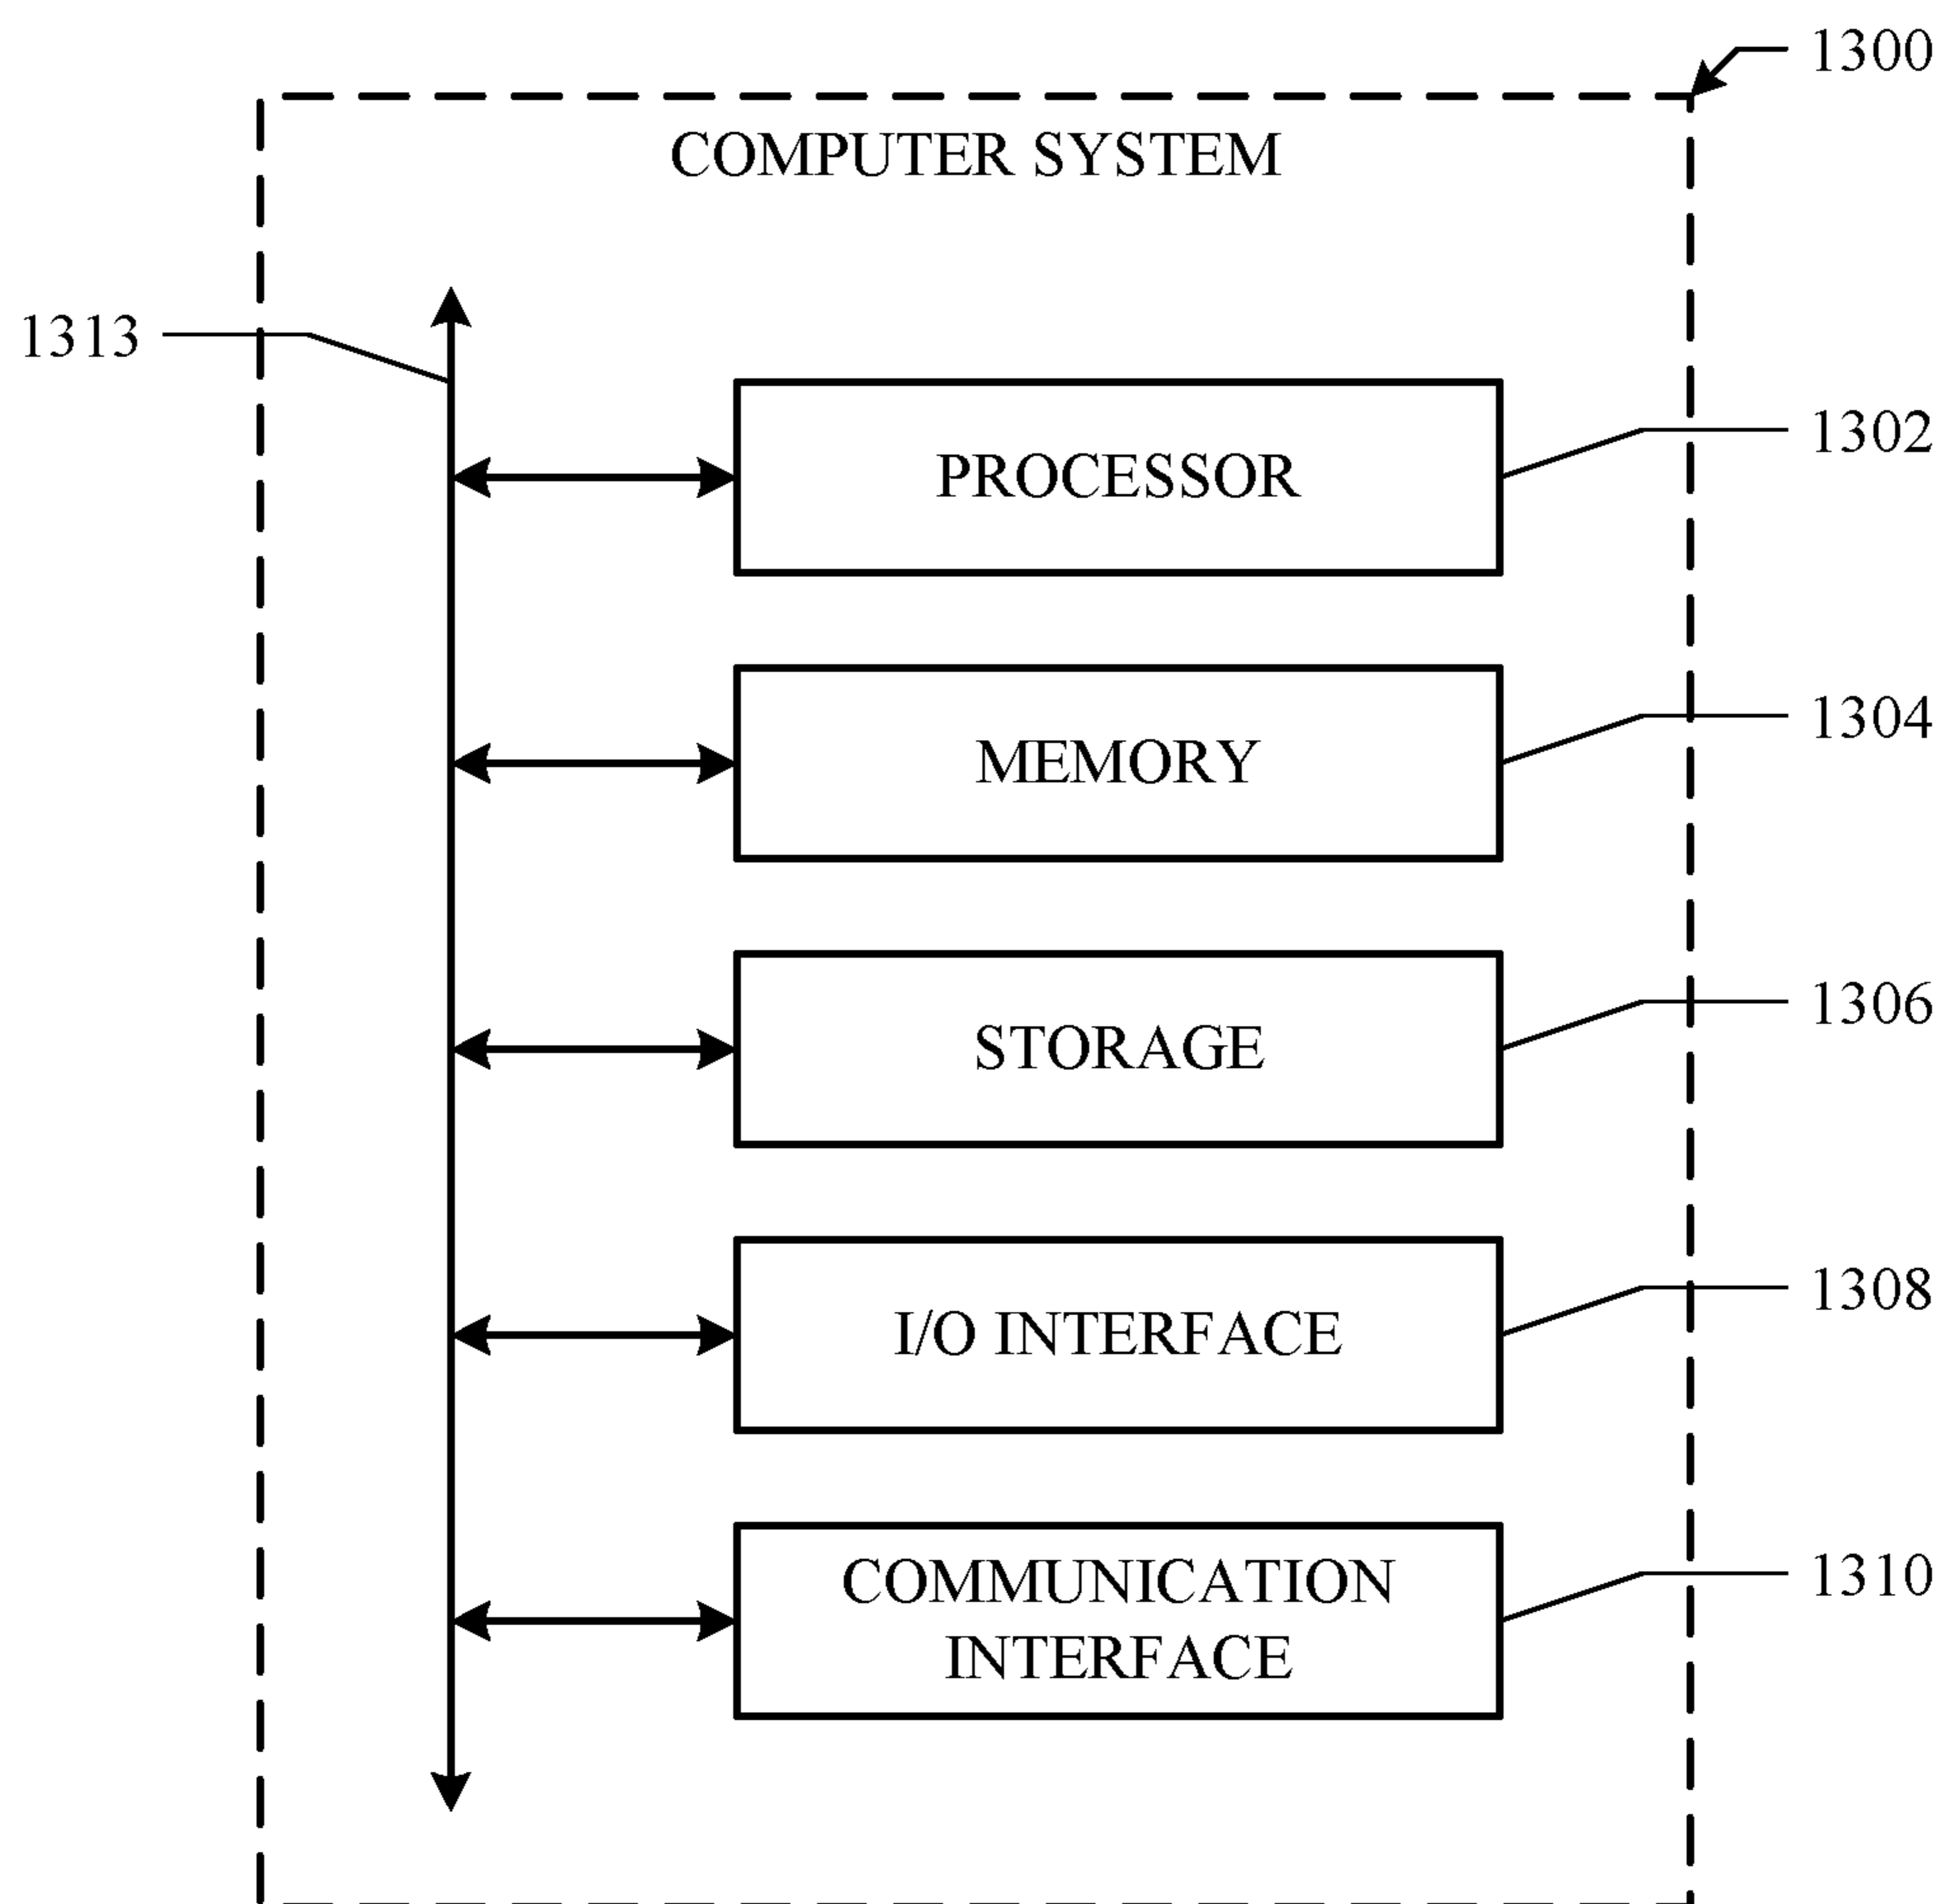 1300
COMPUTER SYSTEM
1313
PROCESSOR
1302
MEMORY
1304
STORAGE
1306
I/O INTERFACE
1308
COMMUNICATION
INTERFACE
1310